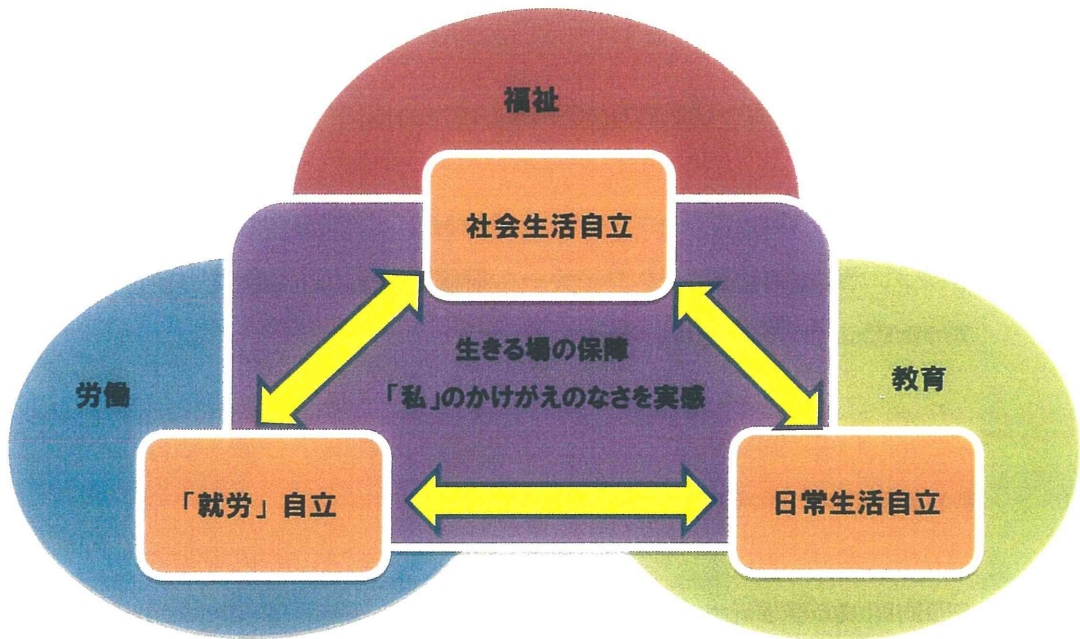 福祉
社会生活自立
生きる場の保障
「私」のかけがえのなさを実感
労働
教育
「就労」自立
日常生活自立